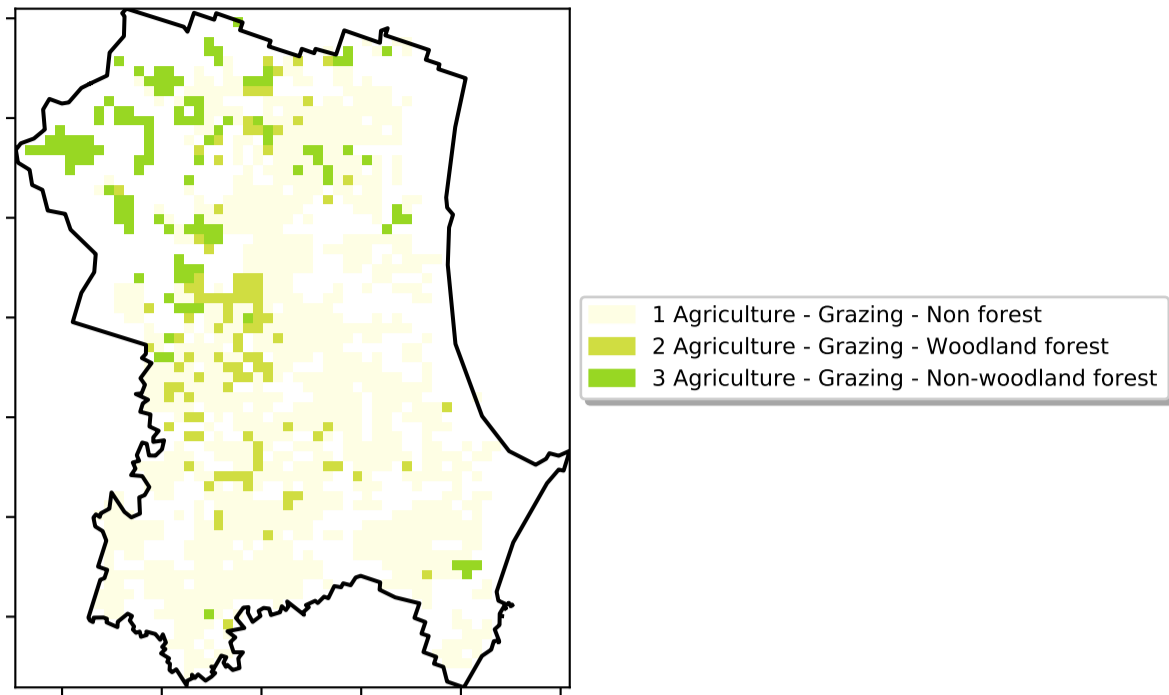 1 Agriculture - Grazing - Non forest
2 Agriculture - Grazing - Woodland forest
3 Agriculture - Grazing - Non-woodland forest